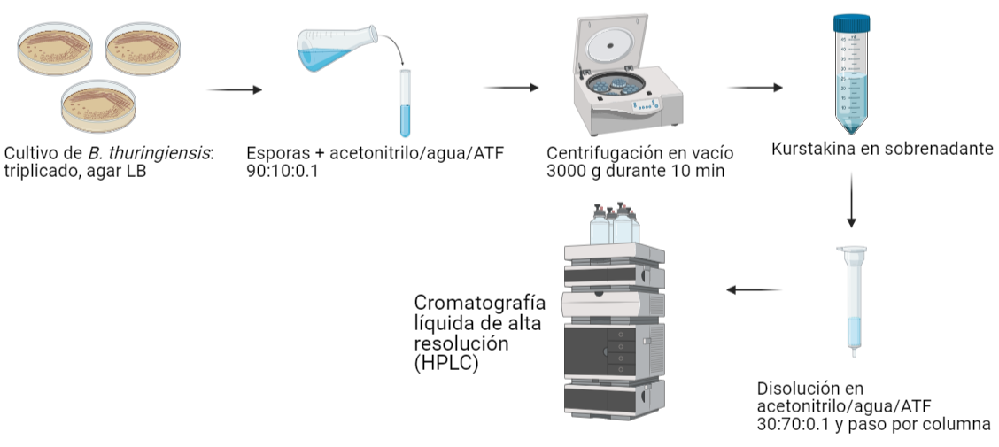 Cultivo de B. thuringiensis:
triplicado, agar LB
Esporas + acetonitrilo/agua/ATF
90:10:0.1
Centrifugación en vacío
3000 g durante 10 min
Kurstakina en sobrenadante
Disolución en
acetonitrilo/agua/ATF
30:70:0.1 y paso por columna
Cromatografía
líquida de alta
resolución
(HPLC)